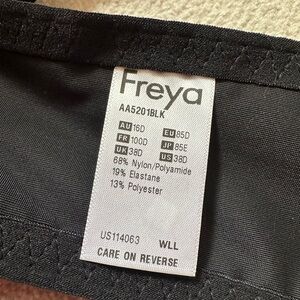 Freya
AA5201BLK
AU 16D EU 85D
FR 100D JP 85E
UK 38D US 38D
68% Nylon/Polyamide
19% Elastane
13% Polyester
US114063 WLL
CARE ON REVERSE